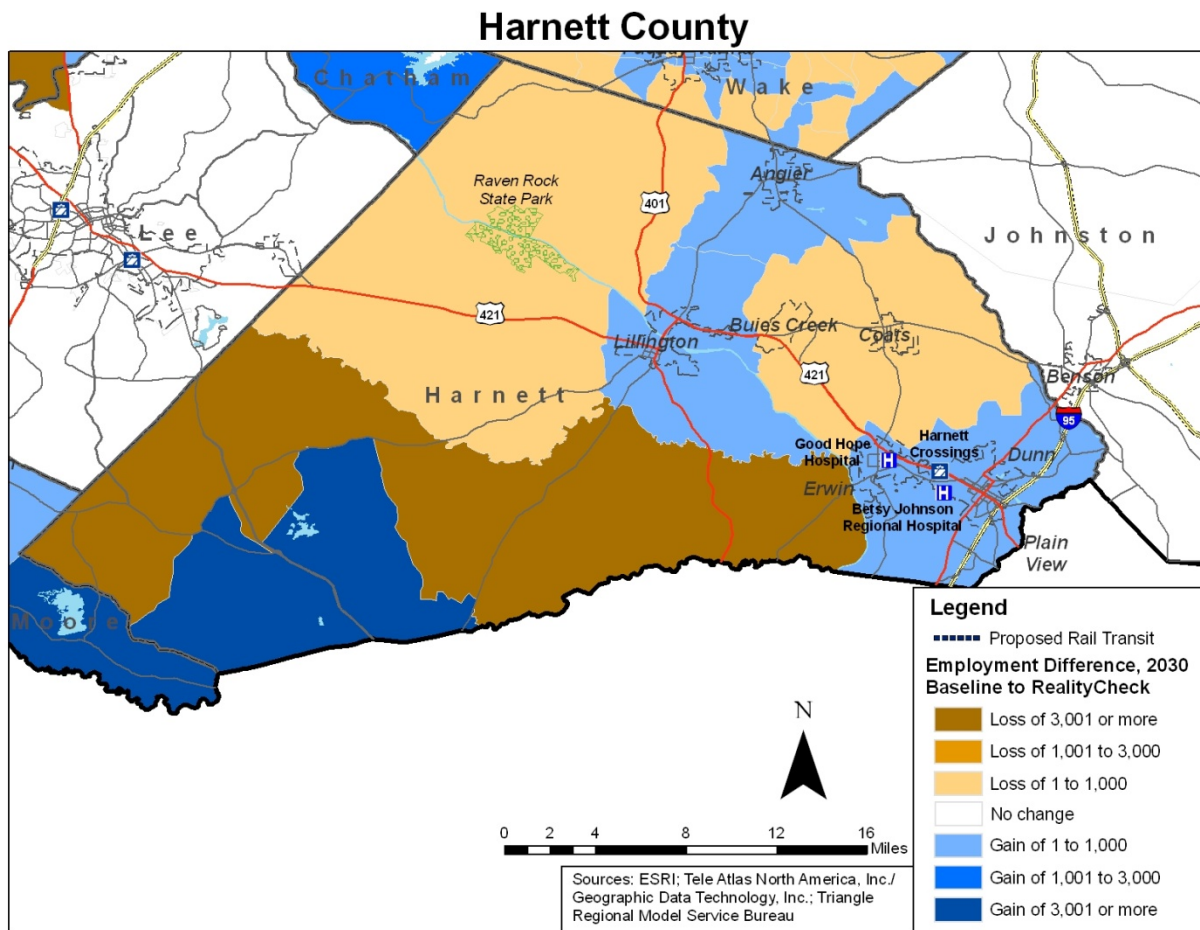 Harnett County
Chatham
Wake
Raven Rock
State Park
Angier
401
Lee
Johnston
421
Buies Creek
Lillington
Coats
421
Benson
Harnett
95
Good Hope
Hospital
Harnett
Crossings
Dunn
H
Erwin
H
Betsy Johnson
Regional Hospital
Plain
View
Moore
Legend
Proposed Rail Transit
Employment Difference, 2030
Baseline to RealityCheck
Loss of 3,001 or more
Loss of 1,001 to 3,000
Loss of 1 to 1,000
No change
Gain of 1 to 1,000
Gain of 1,001 to 3,000
Gain of 3,001 or more
N
0 2 4 8 12 16
Miles
Sources: ESRI; Tele Atlas North America, Inc./
Geographic Data Technology, Inc.; Triangle
Regional Model Service Bureau